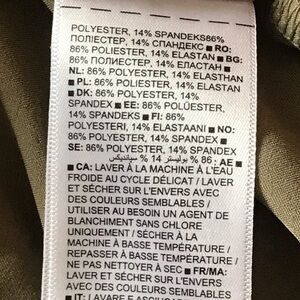 POLYESTER, 14% SPANDEKS86%
ПОЛІЕСТЕР, 14% СПАНДЕКС ■ RO:
86% POLIESTER, 14% ELASTAN ■ BG:
86% ПОЛИЕСТЕР, 14% ЕЛАСТАН ■
NL: 86% POLYESTER, 14% ELASTHAN
■ PL: 86% POLIESTER, 14% ELASTAN
■ DK: 86% POLYESTER, 14%
SPANDEX ■ EE: 86% POLÜESTER,
14% SPANDEKS ■ FI: 86%
POLYESTERI, 14% ELASTAANI ■ NO:
86% POLYESTER, 14% SPANDEX ■
SE: 86% POLYESTER, 14% SPANDEX
■ AE: 86 % بوليستر 14 % سباندكس
■ CA: LAVER À LA MACHINE À L'EAU
FROIDE AU CYCLE DÉLICAT / LAVER
ET SÉCHER SUR L'ENVERS AVEC
DES COULEURS SEMBLABLES /
UTILISER AU BESOIN UN AGENT DE
BLANCHIMENT SANS CHLORE
UNIQUEMENT / SÉCHER À LA
MACHINE À BASSE TEMPÉRATURE /
REPASSER À BASSE TEMPÉRATURE /
NE PAS NETTOYER À SEC ■ FR/MA:
LAVER ET SÉCHER SUR L'ENVERS
AVEC DES COULEURS SEMBLABLES
■ IT: LAVARE E ASCIUGARE